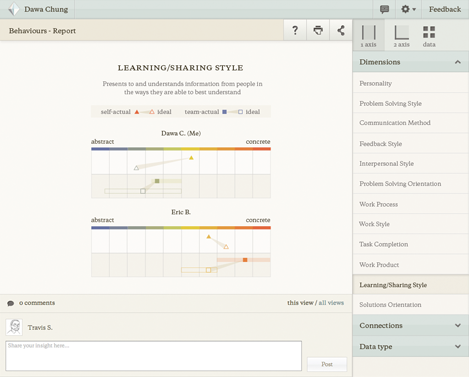 Dawa Chung
Feedback
Behaviours - Report
?
1 axis
2 axis
data
Dimensions
LEARNING/SHARING STYLE
Presents to and understands information from people in
the ways they are able to best understand
self-actual ideal team-actual ideal
Dawa C. (Me)
abstract concrete
Eric B.
abstract concrete
Personality
Problem Solving Style
Communication Method
Feedback Style
Interpersonal Style
Problem Solving Orientation
Work Process
Work Style
Task Completion
Work Product
Learning/Sharing Style
Solutions Orientation
Connections
Data type
0 comments
this view / all views
Travis S.
Share your insight here...
Post